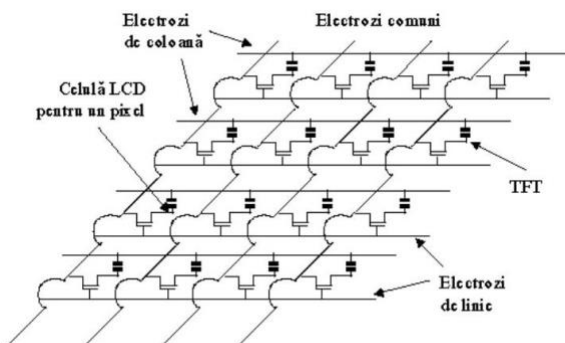 Electrozi
de coloană
Electrozi comuni
Celulă LCD
pentru un pixel
TFT
Electrozi
de linie